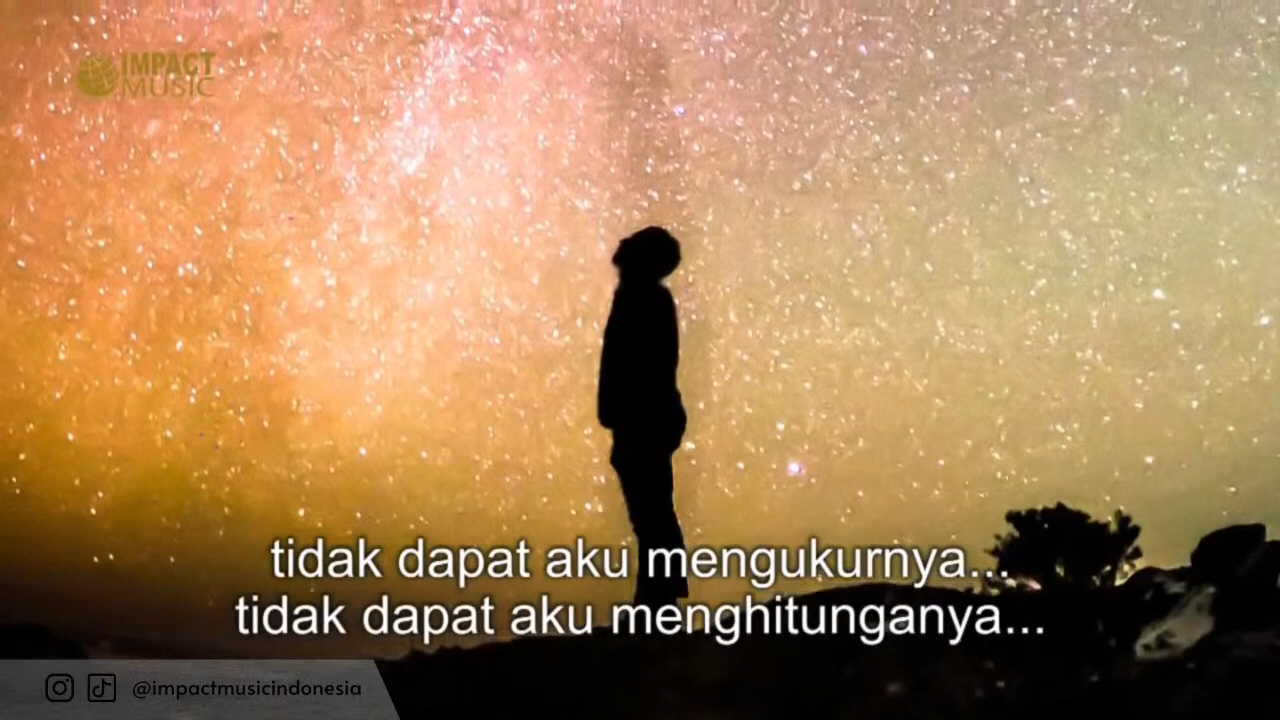 IMPACT
MUSIC
tidak dapat aku mengukurnya...
tidak dapat aku menghitunganya...
@impactmusicindonesia